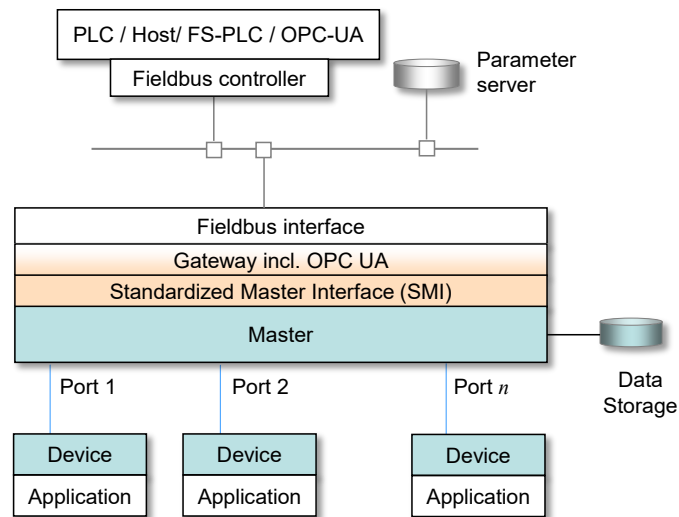 PLC / Host/ FS-PLC / OPC-UA
Fieldbus controller
Parameter
server
Fieldbus interface
Gateway incl. OPC UA
Standardized Master Interface (SMI)
Master
Port 1
Port 2
Port n
Data
Storage
Device
Device
Device
Application
Application
Application